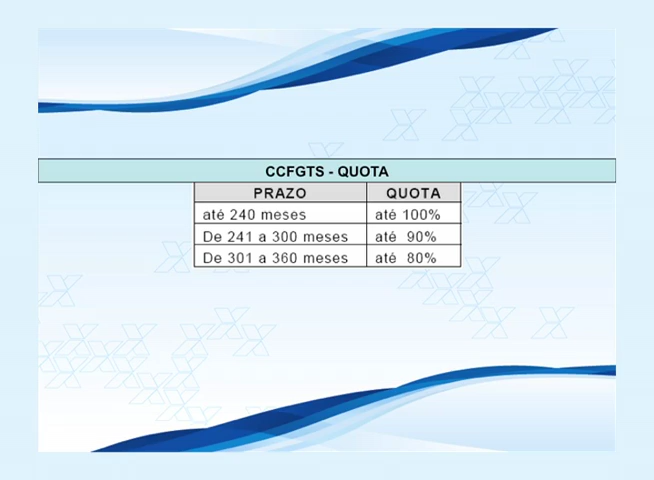 CCFGTS - QUOTA
PRAZO QUOTA
até 240 meses até 100%
De 241 a 300 meses até 90%
De 301 a 360 meses até 80%